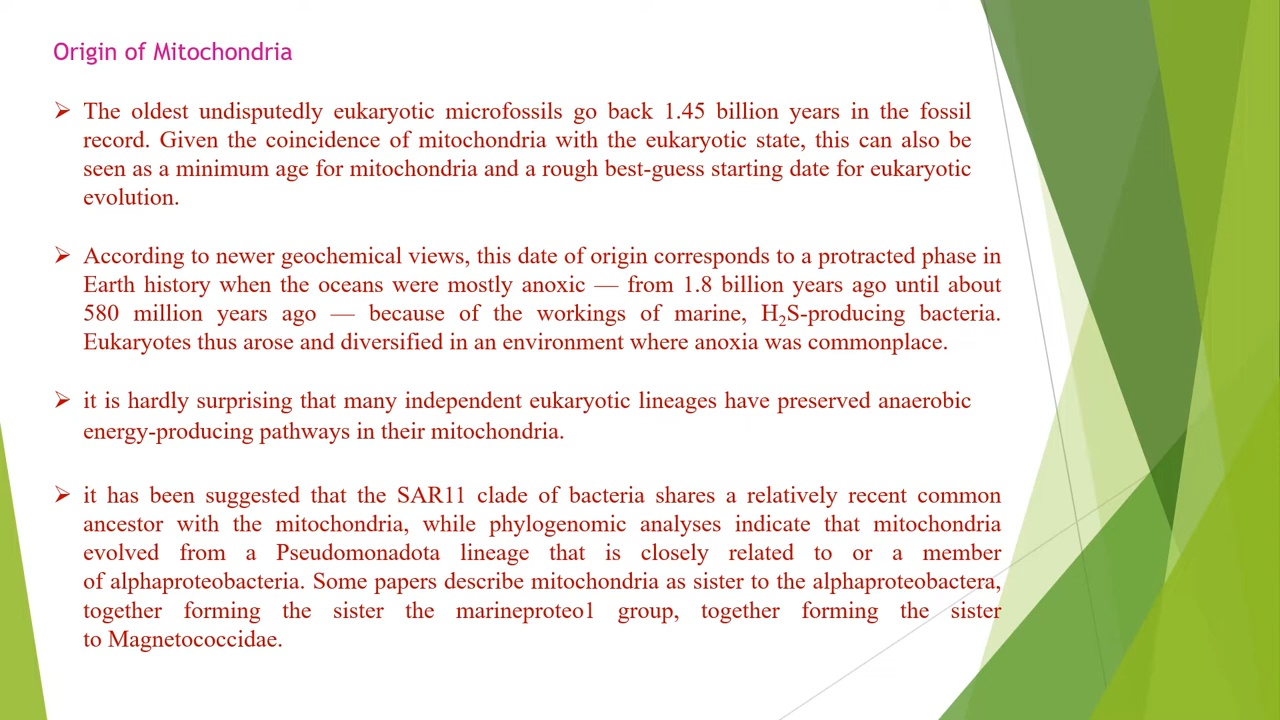 Origin of Mitochondria
➢ The oldest undisputedly eukaryotic microfossils go back 1.45 billion years in the fossil
record. Given the coincidence of mitochondria with the eukaryotic state, this can also be
seen as a minimum age for mitochondria and a rough best-guess starting date for eukaryotic
evolution.
➢ According to newer geochemical views, this date of origin corresponds to a protracted phase in
Earth history when the oceans were mostly anoxic — from 1.8 billion years ago until about
580 million years ago — because of the workings of marine, H₂S-producing bacteria.
Eukaryotes thus arose and diversified in an environment where anoxia was commonplace.
➢ it is hardly surprising that many independent eukaryotic lineages have preserved anaerobic
energy-producing pathways in their mitochondria.
➢ it has been suggested that the SAR11 clade of bacteria shares a relatively recent common
ancestor with the mitochondria, while phylogenomic analyses indicate that mitochondria
evolved from a Pseudomonadota lineage that is closely related to or a member
of alphaproteobacteria. Some papers describe mitochondria as sister to the alphaproteobactera,
together forming the sister the marineproteo1 group, together forming the sister
to Magnetococcidae.